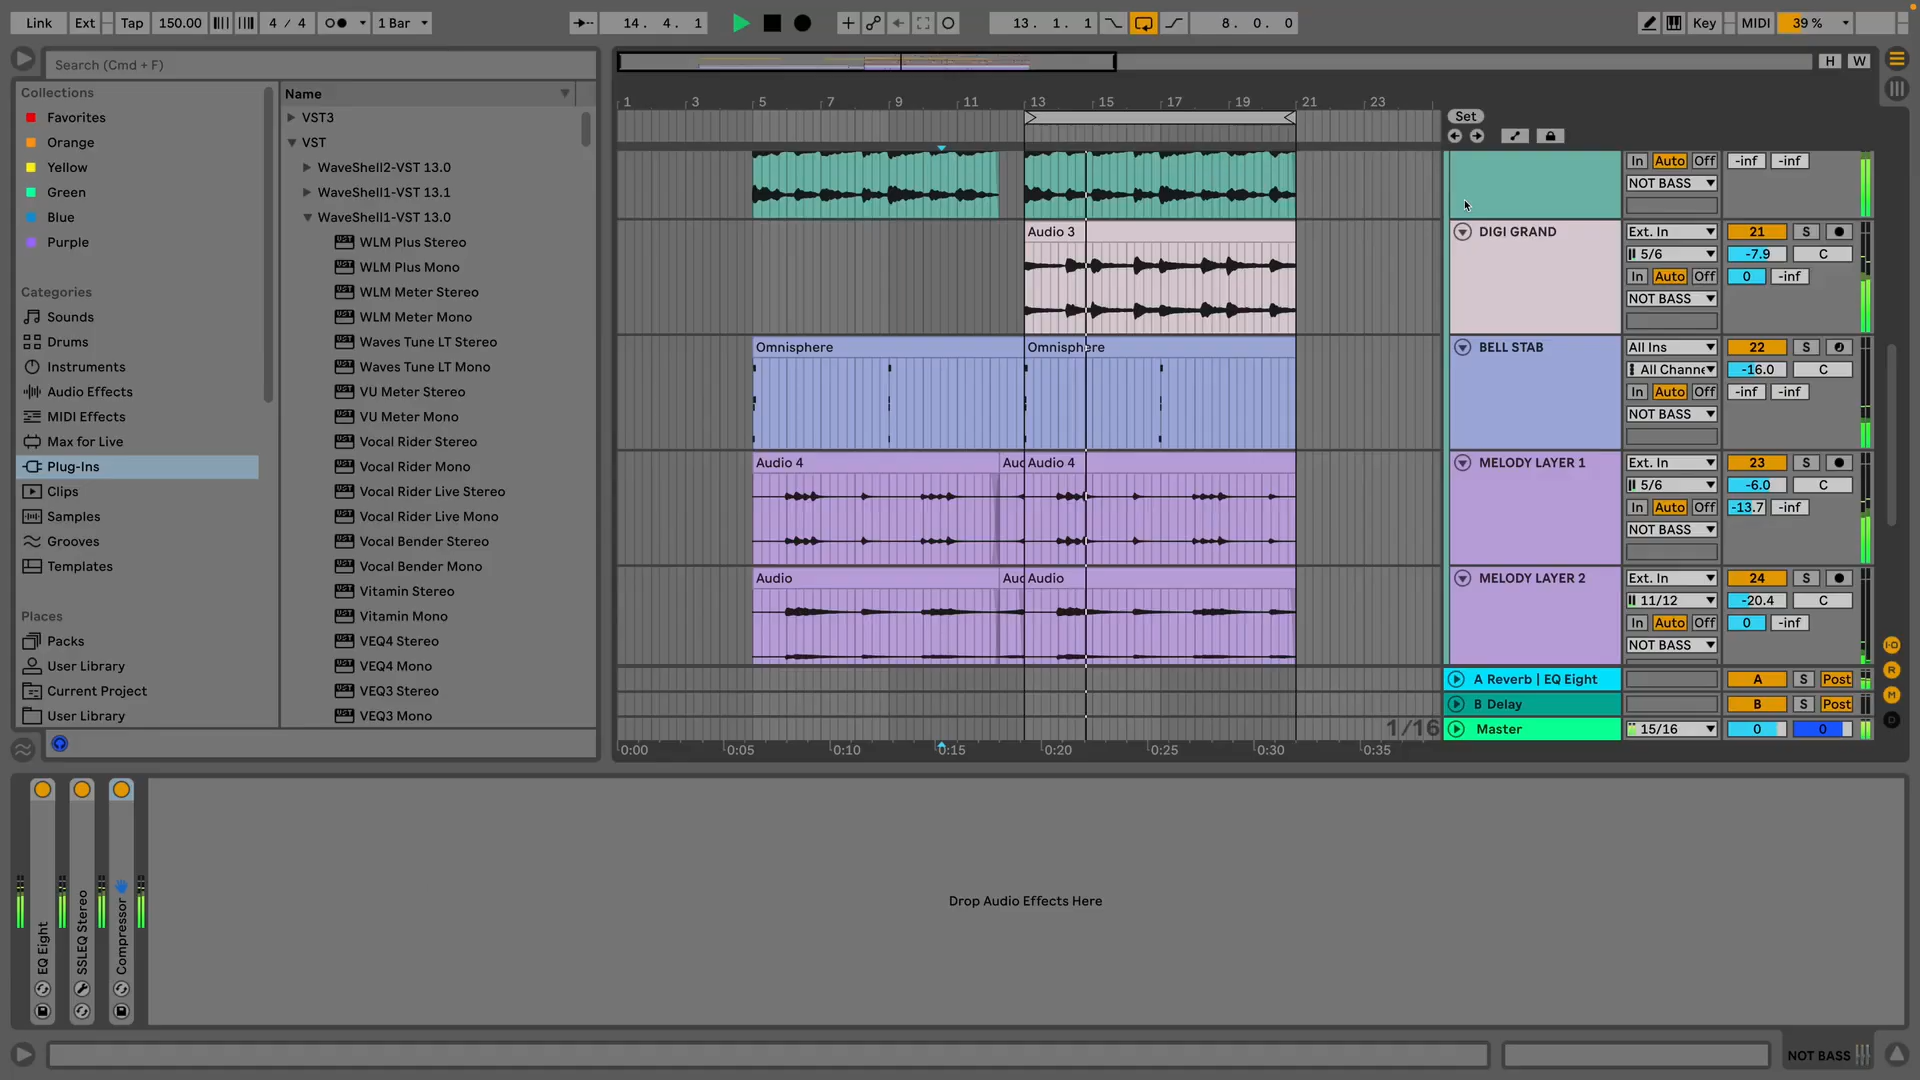 Link Ext Tap 150.00 4 / 4 1 Bar 14. 4. 1 13. 1. 1 8. 0. 0 Key MIDI 39 %
Search (Cmd + F)
H W
Collections
Favorites
Orange
Yellow
Green
Blue
Purple
Categories
Sounds
Drums
Instruments
Audio Effects
MIDI Effects
Max for Live
Plug-Ins
Clips
Samples
Grooves
Templates
Places
Packs
User Library
Current Project
User Library
Name
VST3
VST
WaveShell2-VST 13.0
WaveShell1-VST 13.1
WaveShell1-VST 13.0
WLM Plus Stereo
WLM Plus Mono
WLM Meter Stereo
WLM Meter Mono
Waves Tune LT Stereo
Waves Tune LT Mono
VU Meter Stereo
VU Meter Mono
Vocal Rider Stereo
Vocal Rider Mono
Vocal Rider Live Stereo
Vocal Rider Live Mono
Vocal Bender Stereo
Vocal Bender Mono
Vitamin Stereo
Vitamin Mono
VEQ4 Stereo
VEQ4 Mono
VEQ3 Stereo
VEQ3 Mono
1 3 5 7 9 11 13 15 17 19 21 23
Set
In Auto Off -inf -inf
NOT BASS
Audio 3 DIGI GRAND Ext. In 21 S
5/6 -7.9 C
In Auto Off 0 -inf
NOT BASS
Omnisphere Omnisphere BELL STAB All Ins 22 S
All Channe -16.0 C
In Auto Off -inf -inf
NOT BASS
Audio 4 Auc Audio 4 MELODY LAYER 1 Ext. In 23 S
5/6 -6.0 C
In Auto Off -13.7 -inf
NOT BASS
Audio Auc Audio MELODY LAYER 2 Ext. In 24 S
11/12 -20.4 C
In Auto Off 0 -inf
NOT BASS
A Reverb | EQ Eight A S Post
B Delay B S Post
1/16 Master 15/16 0 0
0:00 0:05 0:10 0:15 0:20 0:25 0:30 0:35
I-O
R
M
D
EQ Eight
SSLEQ Stereo
Compressor
Drop Audio Effects Here
NOT BASS